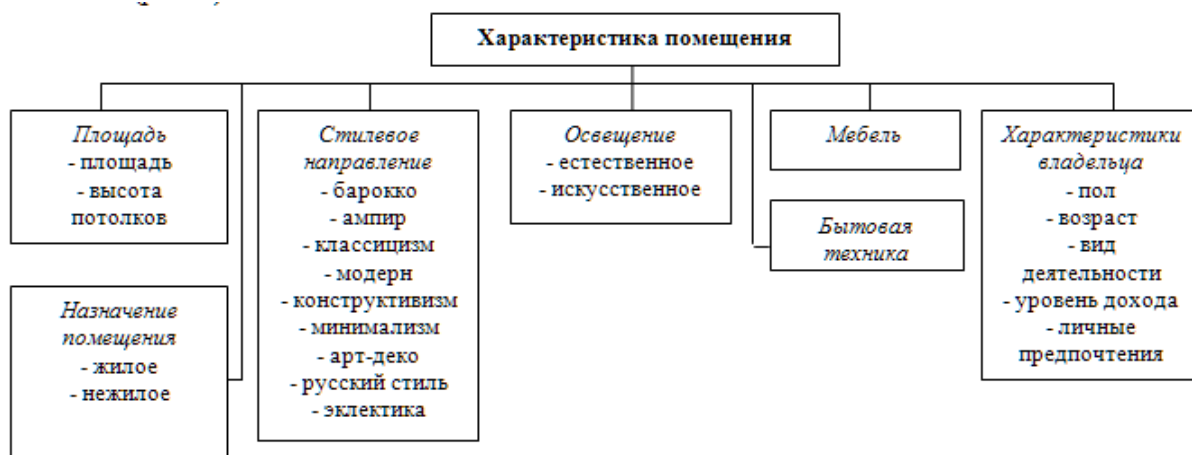 Характеристика помещения
Площадь
- площадь
- высота
потолков
Назначение
помещения
- жилое
- нежилое
Стилевое
направление
- барокко
- ампир
- классицизм
- модерн
- конструктивизм
- минимализм
- арт-деко
- русский стиль
- эклектика
Освещение
- естественное
- искусственное
Мебель
Бытовая
техника
Характеристики
владельца
- пол
- возраст
- вид
деятельности
- уровень дохода
- личные
предпочтения